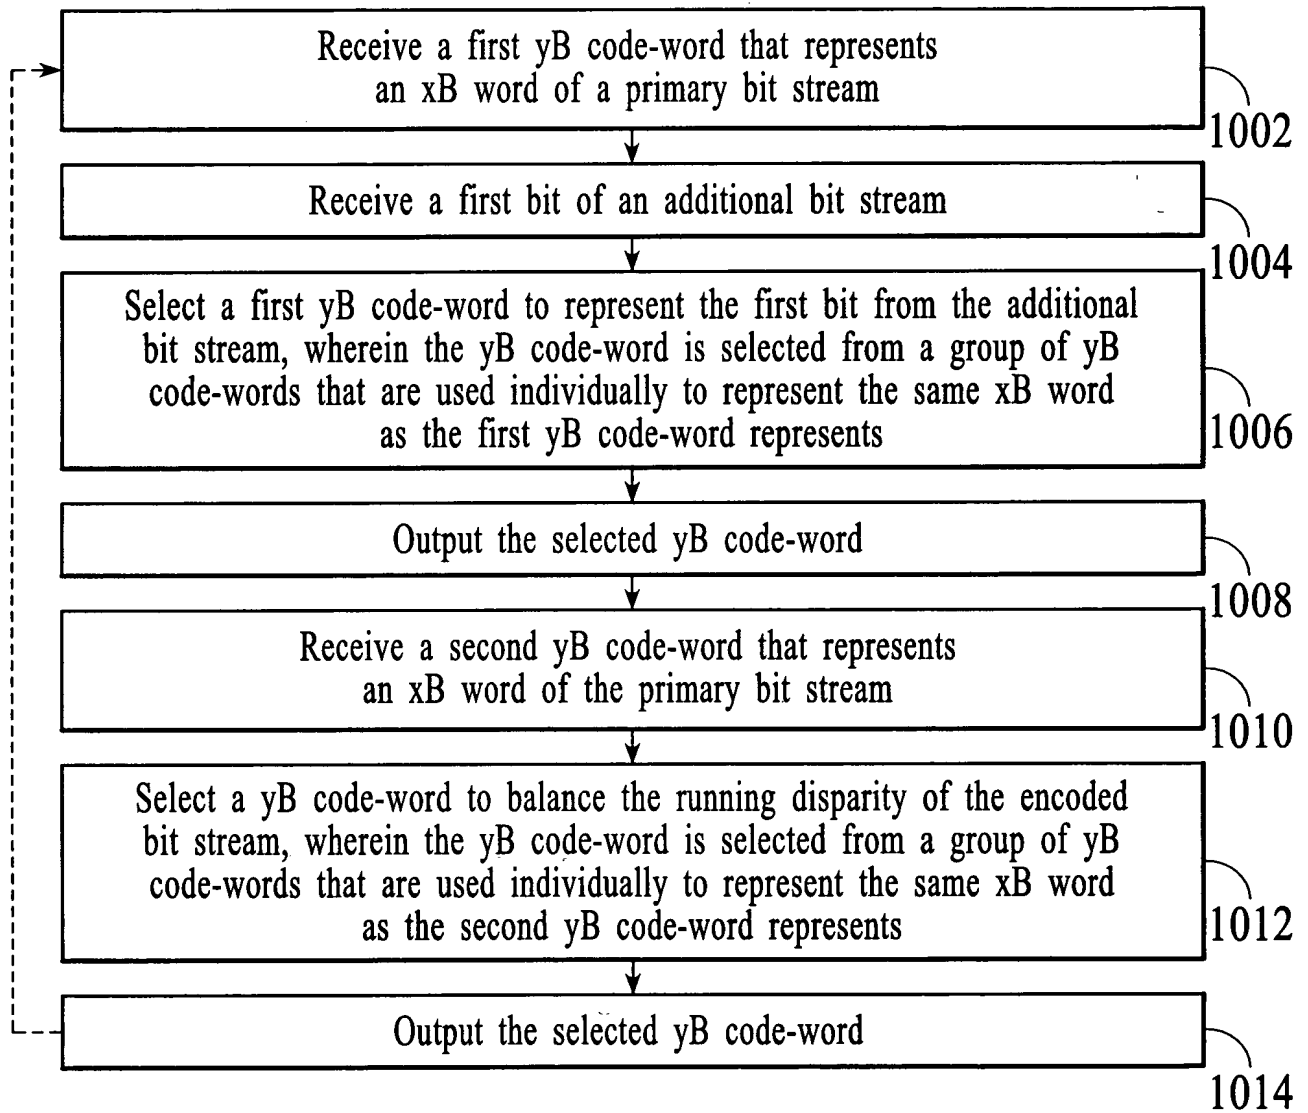 Receive a first yB code-word that represents
an xB word of a primary bit stream
1002
Receive a first bit of an additional bit stream
1004
Select a first yB code-word to represent the first bit from the additional
bit stream, wherein the yB code-word is selected from a group of yB
code-words that are used individually to represent the same xB word
as the first yB code-word represents
1006
Output the selected yB code-word
1008
Receive a second yB code-word that represents
an xB word of the primary bit stream
1010
Select a yB code-word to balance the running disparity of the encoded
bit stream, wherein the yB code-word is selected from a group of yB
code-words that are used individually to represent the same xB word
as the second yB code-word represents
1012
Output the selected yB code-word
1014